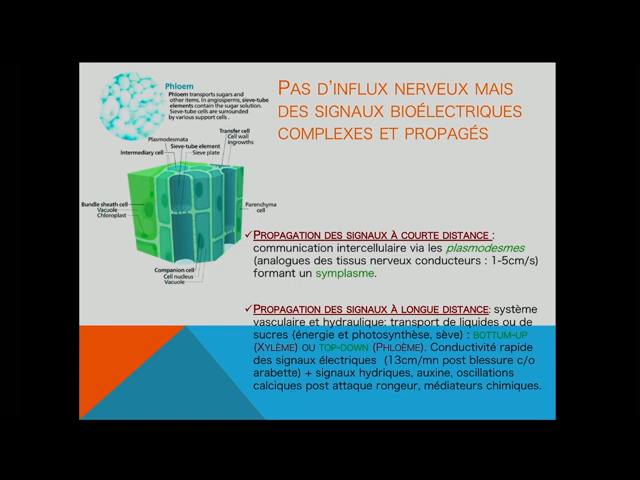 PAS D'INFLUX NERVEUX MAIS
DES SIGNAUX BIOÉLECTRIQUES
COMPLEXES ET PROPAGÉS
Phloem
Phloem transports sugars and
other items. In angiosperms, sieve-tube
elements contain the sugar solution.
Sieve-tube cells are surrounded
by various support cells.
Transfer cell
Cell wall
ingrowths
Plasmodesmata
Sieve-tube element
Sieve plate
Intermediary cell
Bundle sheath cell
Vacuole
Chloroplast
Parenchyma
cell
Companion cell
Cell nucleus
Vacuole
✓PROPAGATION DES SIGNAUX À COURTE DISTANCE :
communication intercellulaire via les plasmodesmes
(analogues des tissus nerveux conducteurs : 1-5cm/s)
formant un symplasme.
✓PROPAGATION DES SIGNAUX À LONGUE DISTANCE: système
vasculaire et hydraulique: transport de liquides ou de
sucres (énergie et photosynthèse, sève) : BOTTUM-UP
(XYLÈME) OU TOP-DOWN (PHLOÈME). Conductivité rapide
des signaux électriques (13cm/mn post blessure c/o
arabette) + signaux hydriques, auxine, oscillations
calciques post attaque rongeur, médiateurs chimiques.